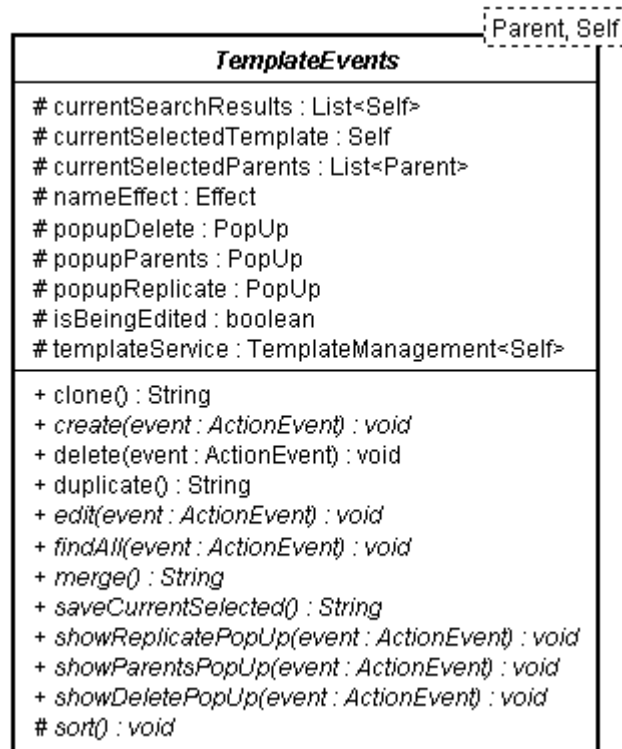 Parent, Self
TemplateEvents
# currentSearchResults : List<Self>
# currentSelectedTemplate : Self
# currentSelectedParents : List<Parent>
# nameEffect : Effect
# popupDelete : PopUp
# popupParents : PopUp
# popupReplicate : PopUp
# isBeingEdited : boolean
# templateService : TemplateManagement<Self>
+ clone() : String
+ create(event : ActionEvent) : void
+ delete(event : ActionEvent) : void
+ duplicate() : String
+ edit(event : ActionEvent) : void
+ findAll(event : ActionEvent) : void
+ merge() : String
+ saveCurrentSelected() : String
+ showReplicatePopUp(event : ActionEvent) : void
+ showParentsPopUp(event : ActionEvent) : void
+ showDeletePopUp(event : ActionEvent) : void
# sort() : void